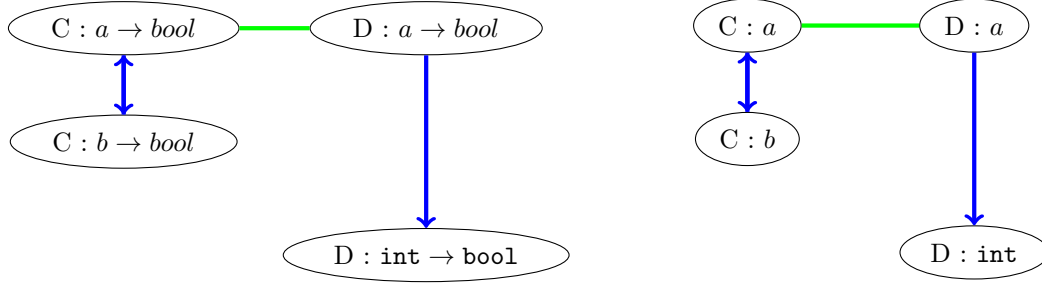 C : a → bool
D : a → bool
C : a
D : a
C : b → bool
C : b
D : int → bool
D : int